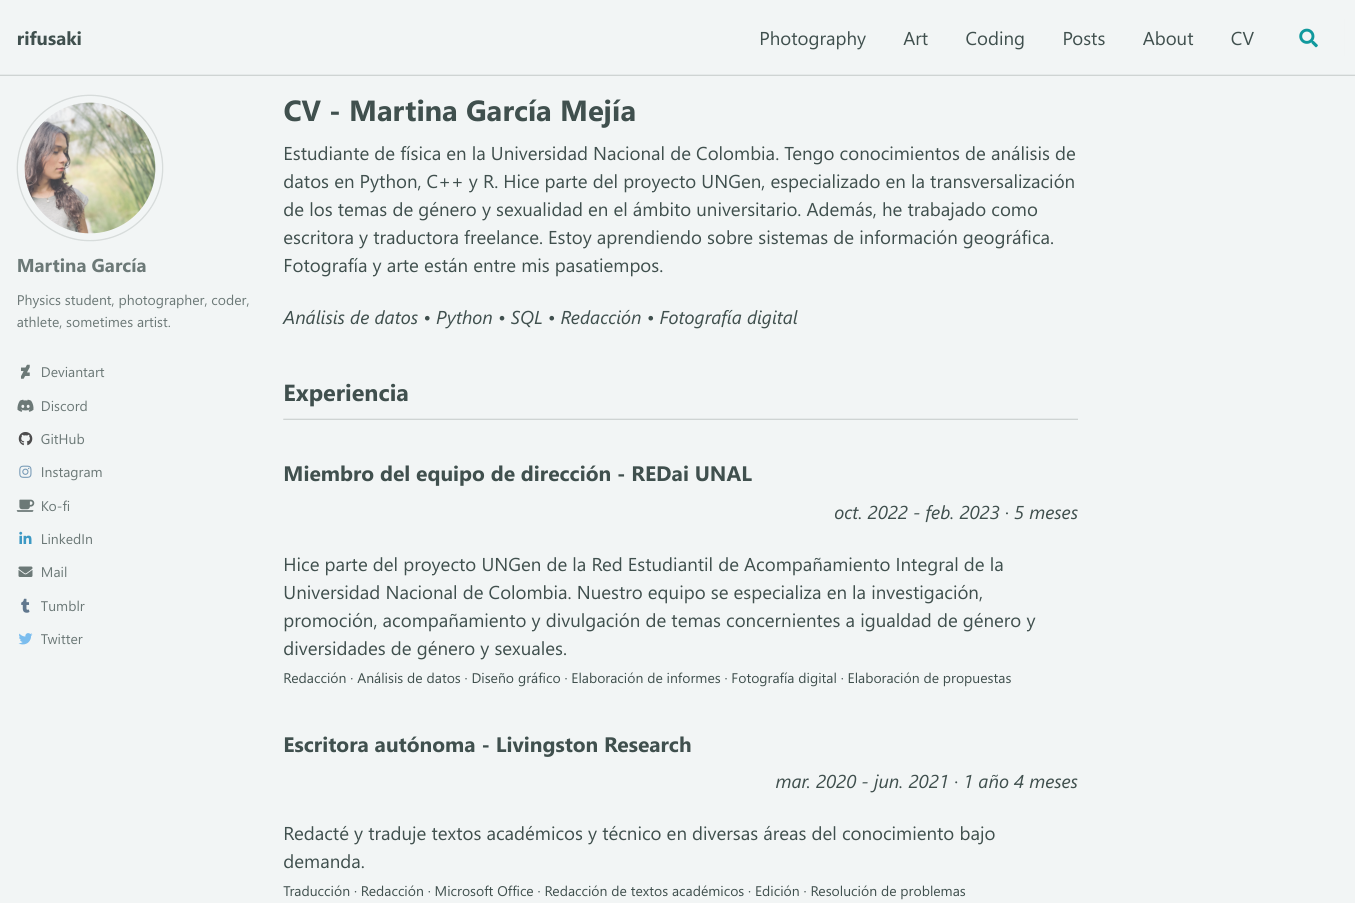 rifusaki
Photography
Art
Coding
Posts
About
CV
Martina García
Physics student, photographer, coder,
athlete, sometimes artist.
Deviantart
Discord
GitHub
Instagram
Ko-fi
LinkedIn
Mail
Tumblr
Twitter
CV - Martina García Mejía
Estudiante de física en la Universidad Nacional de Colombia. Tengo conocimientos de análisis de
datos en Python, C++ y R. Hice parte del proyecto UNGen, especializado en la transversalización
de los temas de género y sexualidad en el ámbito universitario. Además, he trabajado como
escritora y traductora freelance. Estoy aprendiendo sobre sistemas de información geográfica.
Fotografía y arte están entre mis pasatiempos.
Análisis de datos • Python • SQL • Redacción • Fotografía digital
Experiencia
Miembro del equipo de dirección - REDai UNAL
oct. 2022 - feb. 2023 · 5 meses
Hice parte del proyecto UNGen de la Red Estudiantil de Acompañamiento Integral de la
Universidad Nacional de Colombia. Nuestro equipo se especializa en la investigación,
promoción, acompañamiento y divulgación de temas concernientes a igualdad de género y
diversidades de género y sexuales.
Redacción · Análisis de datos · Diseño gráfico · Elaboración de informes · Fotografía digital · Elaboración de propuestas
Escritora autónoma - Livingston Research
mar. 2020 - jun. 2021 · 1 año 4 meses
Redacté y traduje textos académicos y técnico en diversas áreas del conocimiento bajo
demanda.
Traducción · Redacción · Microsoft Office · Redacción de textos académicos · Edición · Resolución de problemas